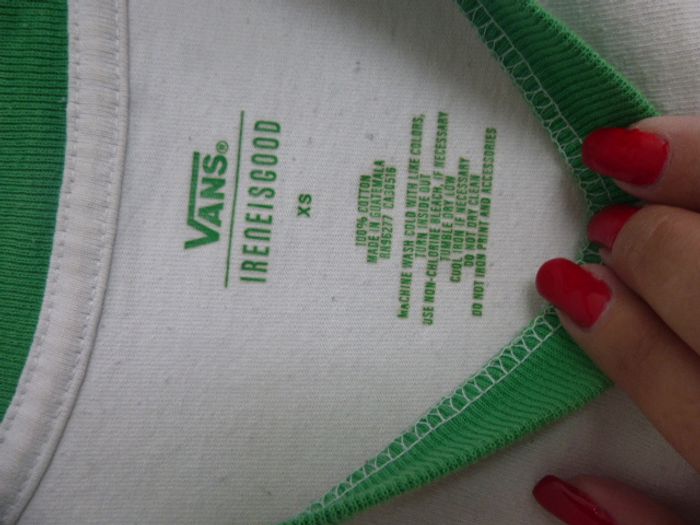 VANS®
IRENEISGOOD
XS
100% COTTON
MADE IN GUATEMALA
RN96277 CA30516
MACHINE WASH COLD WITH LIKE COLORS,
TURN INSIDE OUT
USE NON-CHLORINE BLEACH, IF NECESSARY
TUMBLE DRY LOW
COOL IRON IF NECESSARY
DO NOT DRY CLEAN
DO NOT IRON PRINT AND ACCESSORIES